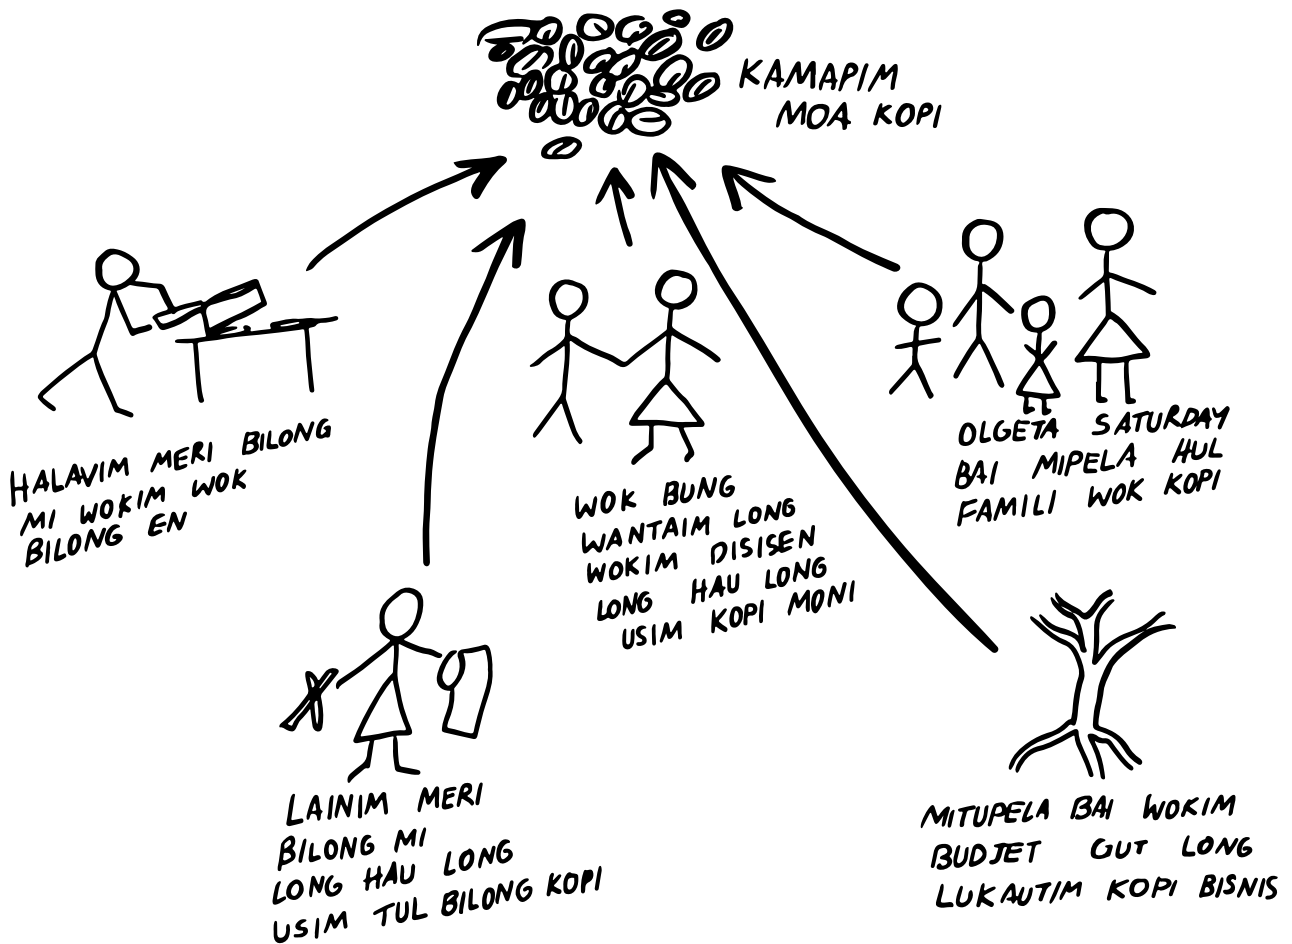 KAMAPIM
MOA KOPI
HALAVIM MERI BILONG
MI WOKIM WOK
BILONG EN
WOK BUNG
WANTAIM LONG
WOKIM DISISEN
LONG HAU LONG
USIM KOPI MONI
OLGETA SATURDAY
BAI MIPELA HUL
FAMILI WOK KOPI
LAINIM MERI
BILONG MI
LONG HAU LONG
USIM TUL BILONG KOPI
MITUPELA BAI WOKIM
BUDJET GUT LONG
LUKAUTIM KOPI BISNIS